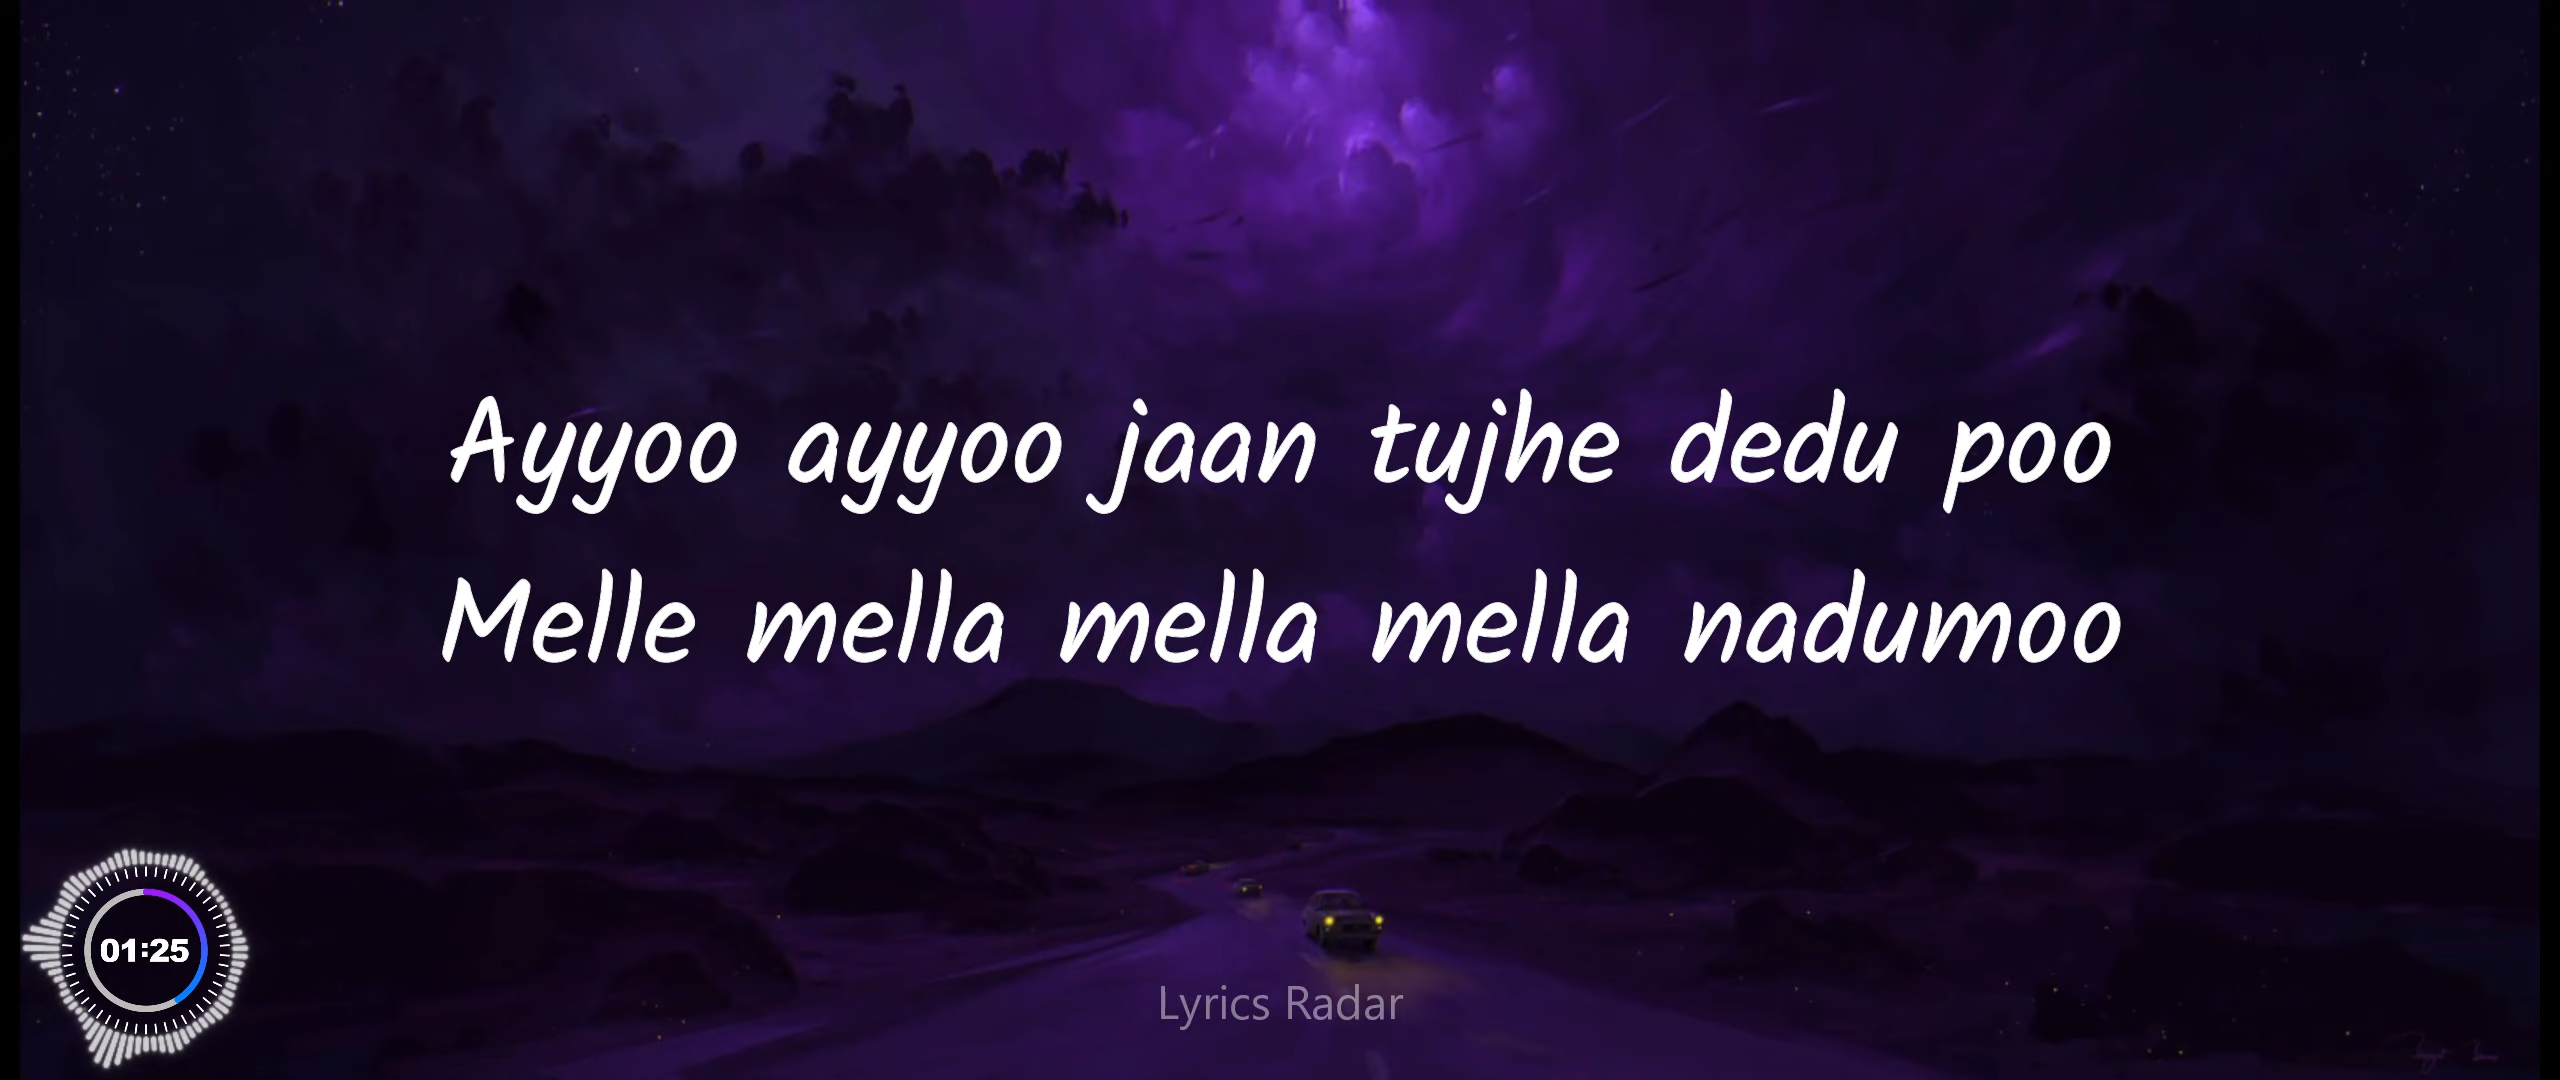 Ayyoo ayyoo jaan tujhe dedu poo
Melle mella mella mella nadumoo
01:25
Lyrics Radar